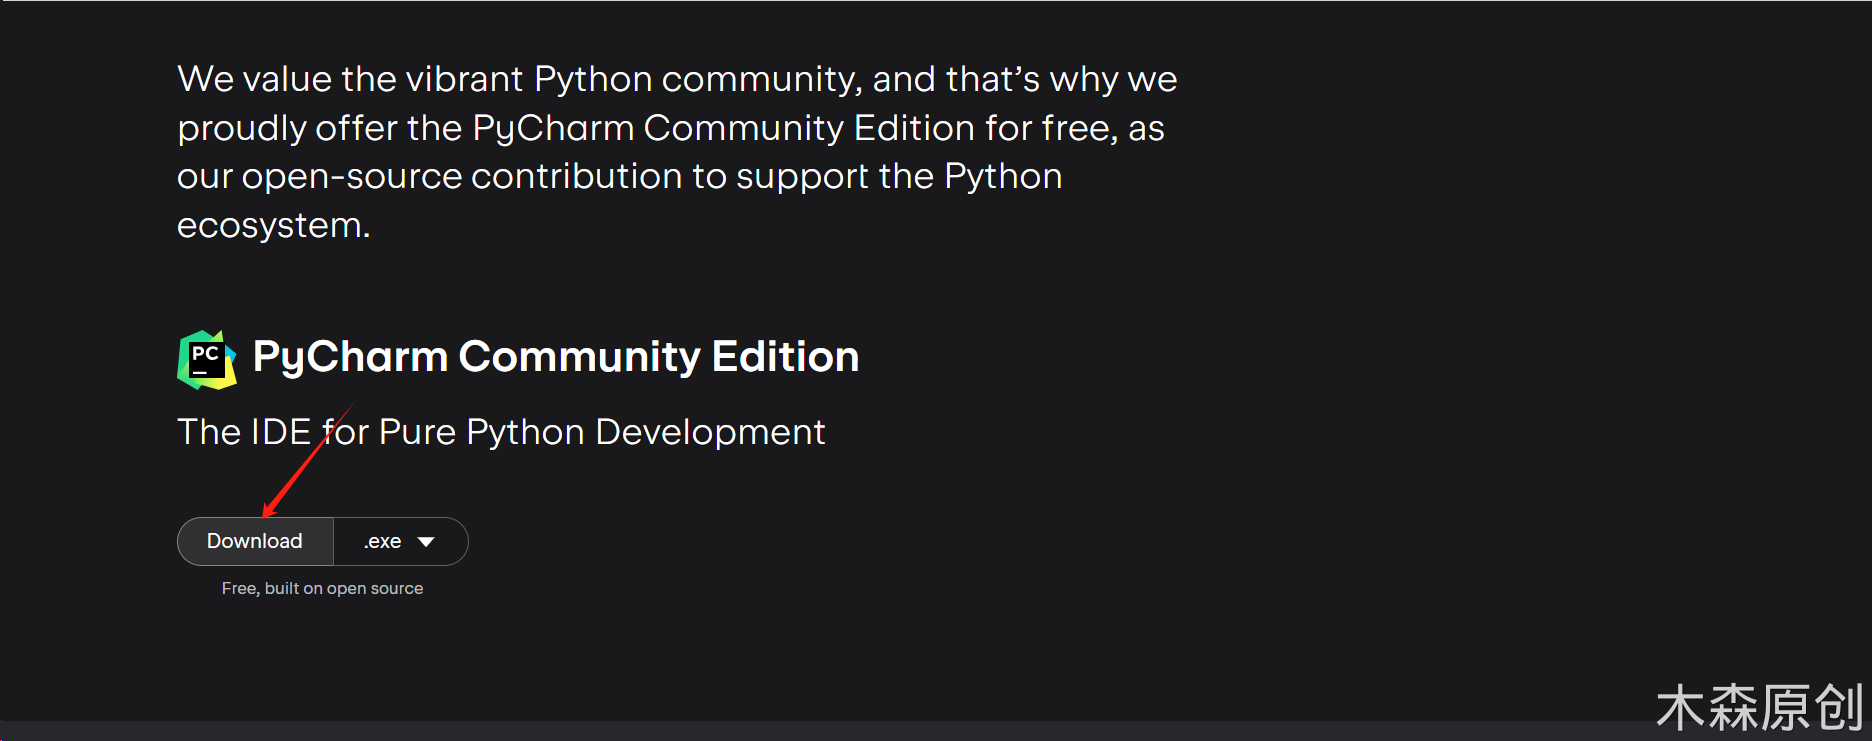 We value the vibrant Python community, and that’s why we
proudly offer the PyCharm Community Edition for free, as
our open-source contribution to support the Python
ecosystem.
PC
PyCharm Community Edition
The IDE for Pure Python Development
Download .exe
Free, built on open source
木森原创